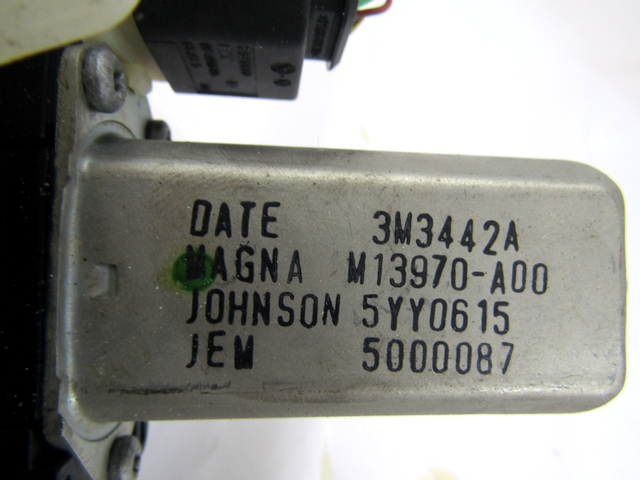 DATE 3M3442A
MAGNA M13970-A00
JOHNSON 5YY0615
JEM 5000087